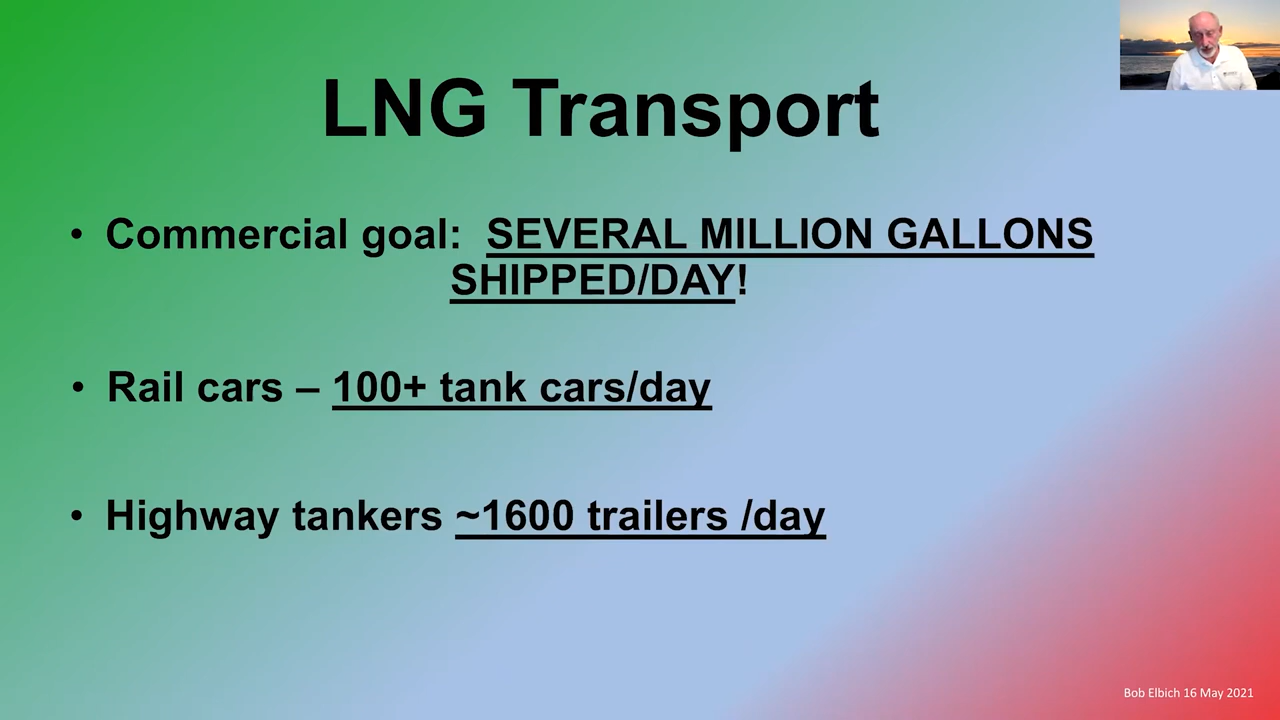 LNG Transport
• Commercial goal: SEVERAL MILLION GALLONS
SHIPPED/DAY!
• Rail cars – 100+ tank cars/day
• Highway tankers ~1600 trailers /day
Bob Elbich 16 May 2021